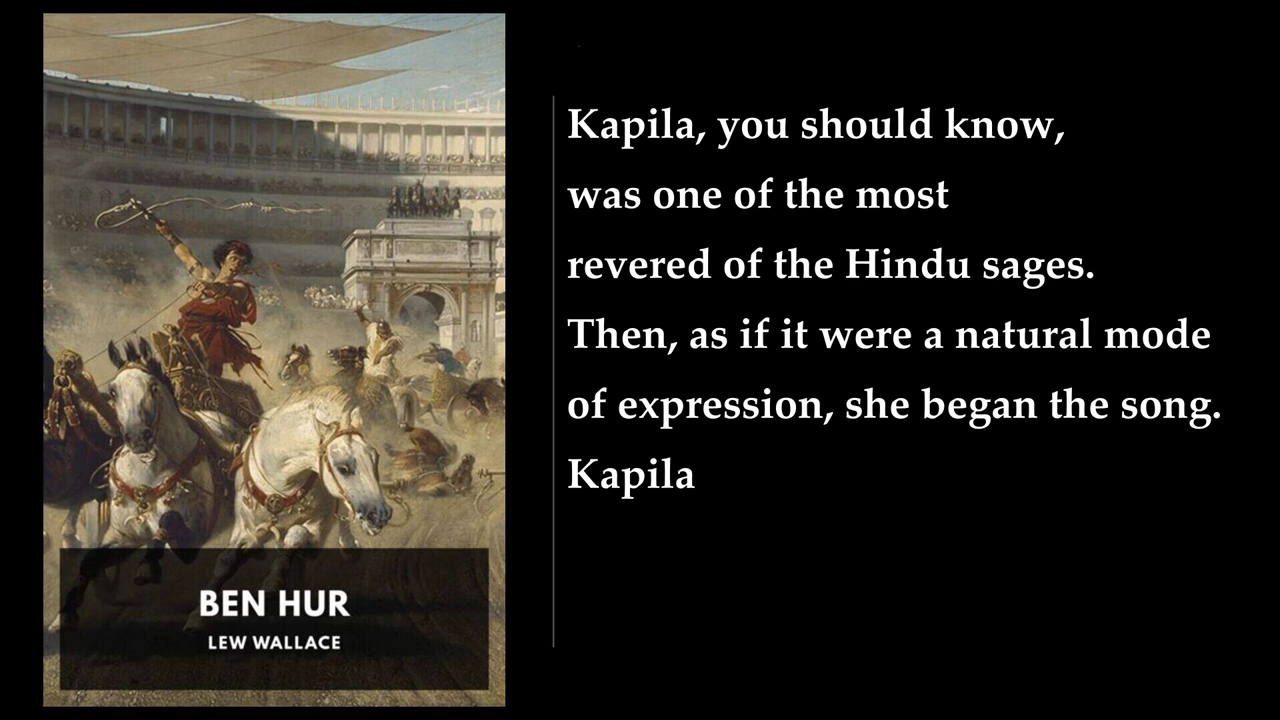 BEN HUR
LEW WALLACE
Kapila, you should know,
was one of the most
revered of the Hindu sages.
Then, as if it were a natural mode
of expression, she began the song.
Kapila